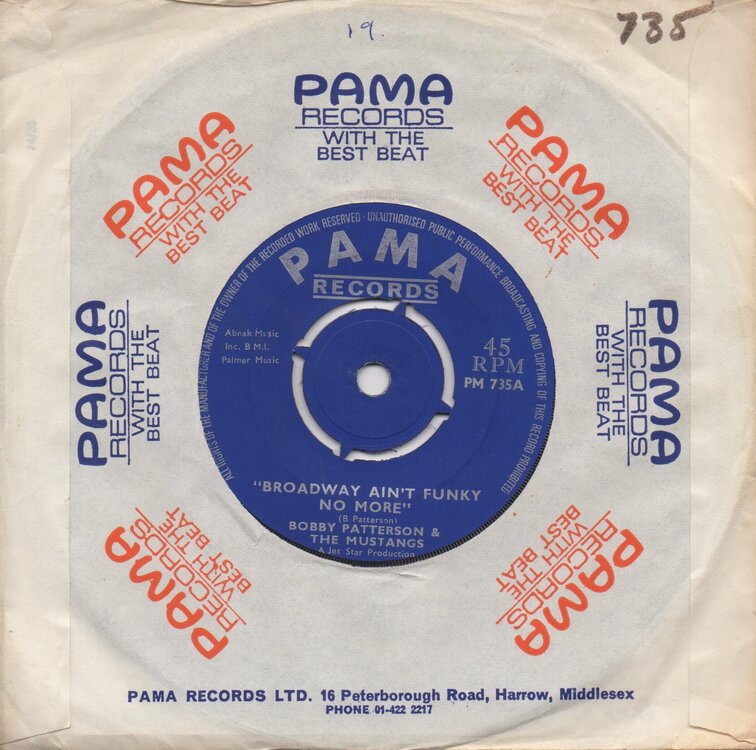 19.
735
PAMA
RECORDS
WITH THE
BEST BEAT
PAMA
RECORDS
WITH THE
BEST BEAT
PAMA
RECORDS
WITH THE
BEST BEAT
PAMA
RECORDS
WITH THE
BEST BEAT
PAMA
RECORDS
WITH THE
BEST BEAT
PAMA
RECORDS
WITH THE
BEST BEAT
PAMA
RECORDS
WITH THE
BEST BEAT
ALL RIGHTS OF THE MANUFACTURER AND OF THE OWNER OF THE RECORDED WORK RESERVED · UNAUTHORISED PUBLIC PERFORMANCE BROADCASTING AND COPYING OF THIS RECORD PROHIBITED
PAMA
RECORDS
Abnak Music
Inc. B M.I.
Palmer Music
45
RPM
PM 735A
"BROADWAY AIN'T FUNKY
NO MORE"
(B Patterson)
BOBBY PATTERSON &
THE MUSTANGS
A Jet Star Production
PAMA RECORDS LTD. 16 Peterborough Road, Harrow, Middlesex
PHONE 01-422 2217